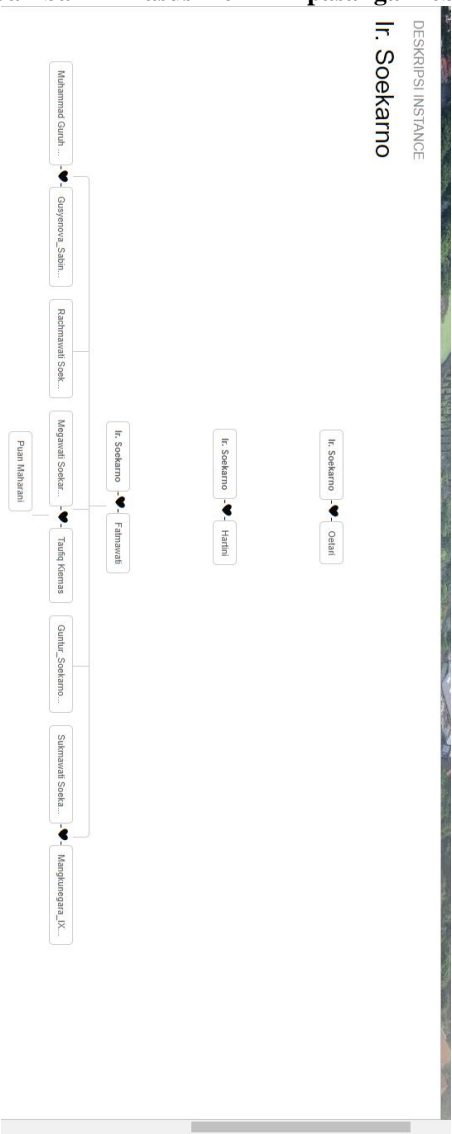 DESKRIPSI INSTANCE
Ir. Soekarno
Ir. Soekarno Oetari
Ir. Soekarno Hartini
Ir. Soekarno Fatmawati
Muhammad Guruh ... Gusyenova_Sabin... Rachmawati Soek... Megawati Soekar... Taufiq Kiemas Guntur_Soekarno... Sukmawati Soeka... Mangkunegara_IX...
Puan Maharani